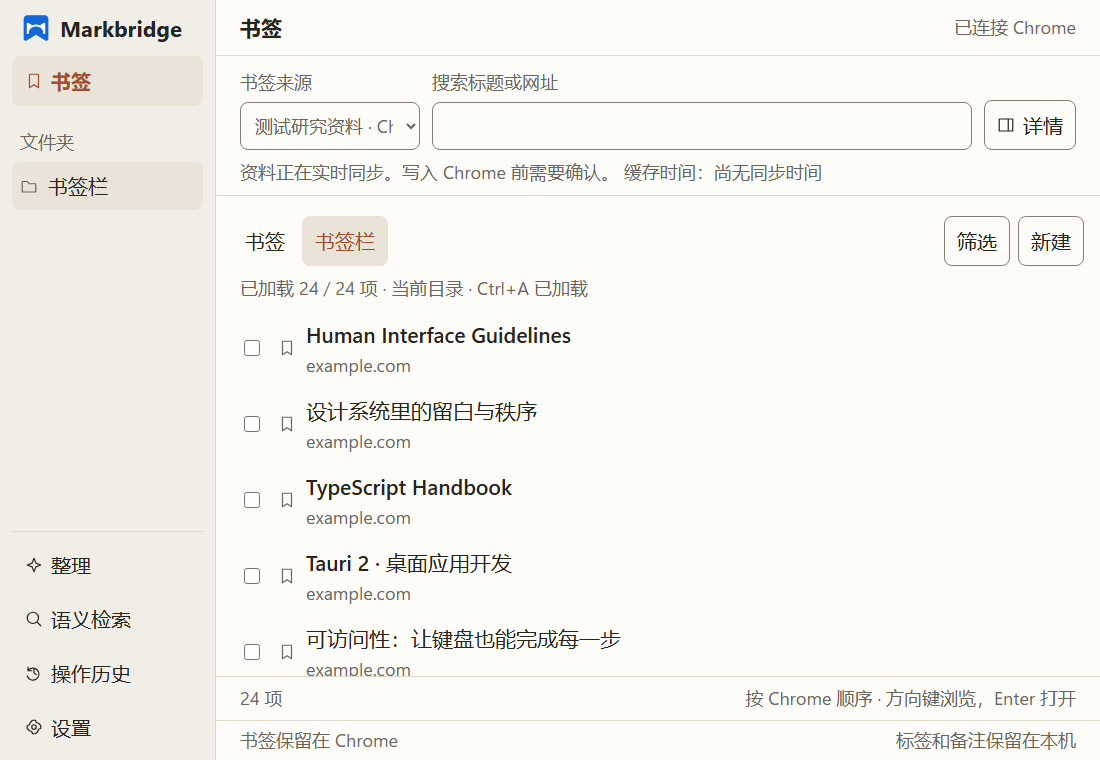 Markbridge
书签
文件夹
书签栏
整理
语义检索
操作历史
设置
书签
已连接 Chrome
书签来源
搜索标题或网址
测试研究资料 · Ch
详情
资料正在实时同步。写入 Chrome 前需要确认。 缓存时间：尚无同步时间
书签 书签栏
筛选 新建
已加载 24 / 24 项 · 当前目录 · Ctrl+A 已加载
Human Interface Guidelines
example.com
设计系统里的留白与秩序
example.com
TypeScript Handbook
example.com
Tauri 2 · 桌面应用开发
example.com
可访问性：让键盘也能完成每一步
example.com
24 项
按 Chrome 顺序 · 方向键浏览，Enter 打开
书签保留在 Chrome
标签和备注保留在本机